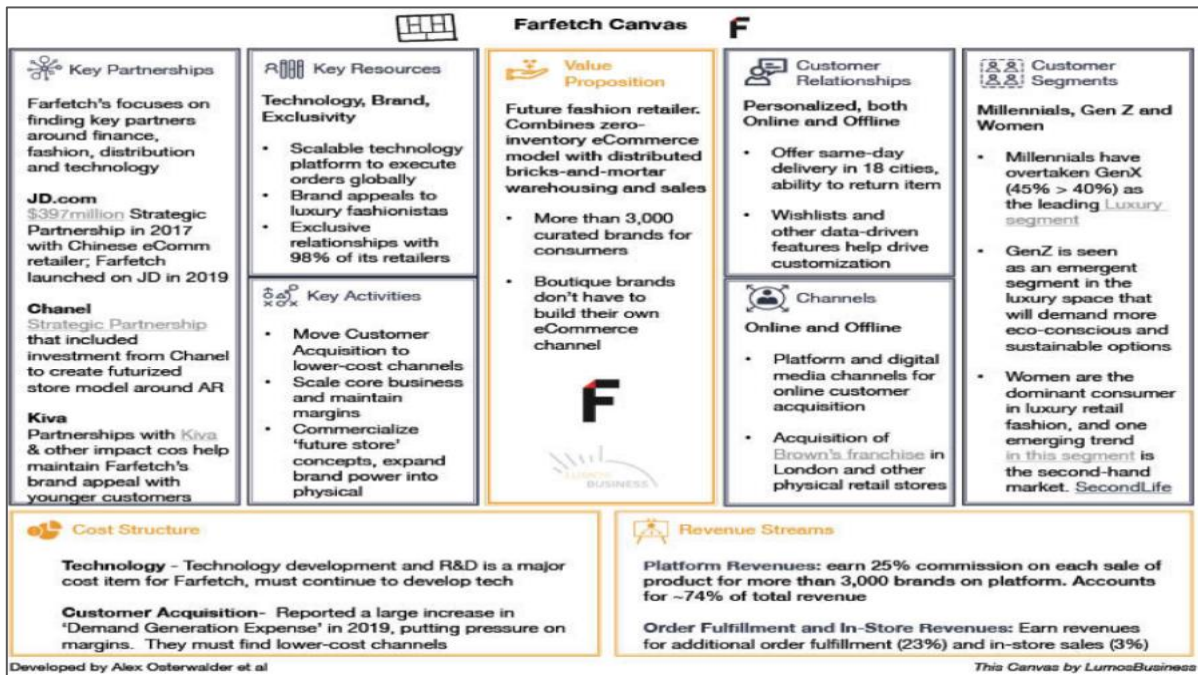 Farfetch Canvas
Key Partnerships
Farfetch's focuses on
finding key partners
around finance,
fashion, distribution
and technology
JD.com
$397million Strategic
Partnership in 2017
with Chinese eComm
retailer; Farfetch
launched on JD in 2019
Chanel
Strategic Partnership
that included
investment from Chanel
to create futurized
store model around AR
Kiva
Partnerships with Kiva
& other impact cos help
maintain Farfetch's
brand appeal with
younger customers
Key Resources
Technology, Brand,
Exclusivity
• Scalable technology
platform to execute
orders globally
• Brand appeals to
luxury fashionistas
• Exclusive
relationships with
98% of its retailers
Key Activities
• Move Customer
Acquisition to
lower-cost channels
• Scale core business
and maintain
margins
• Commercialize
'future store'
concepts, expand
brand power into
physical
Value
Proposition
Future fashion retailer.
Combines zero-
inventory eCommerce
model with distributed
bricks-and-mortar
warehousing and sales
• More than 3,000
curated brands for
consumers
• Boutique brands
don't have to
build their own
eCommerce
channel
LUMOS
BUSINESS
Customer
Relationships
Personalized, both
Online and Offline
• Offer same-day
delivery in 18 cities,
ability to return item
• Wishlists and
other data-driven
features help drive
customization
Channels
Online and Offline
• Platform and digital
media channels for
online customer
acquisition
• Acquisition of
Brown's franchise in
London and other
physical retail stores
Customer
Segments
Millennials, Gen Z and
Women
• Millennials have
overtaken GenX
(45% > 40%) as
the leading Luxury
segment
• GenZ is seen
as an emergent
segment in the
luxury space that
will demand more
eco-conscious and
sustainable options
• Women are the
dominant consumer
in luxury retail
fashion, and one
emerging trend
in this segment is
the second-hand
market. SecondLife
Cost Structure
Technology - Technology development and R&D is a major
cost item for Farfetch, must continue to develop tech
Customer Acquisition- Reported a large increase in
'Demand Generation Expense' in 2019, putting pressure on
margins. They must find lower-cost channels
Revenue Streams
Platform Revenues: earn 25% commission on each sale of
product for more than 3,000 brands on platform. Accounts
for ~74% of total revenue
Order Fulfillment and In-Store Revenues: Earn revenues
for additional order fulfillment (23%) and in-store sales (3%)
Developed by Alex Osterwalder et al
This Canvas by LumosBusiness